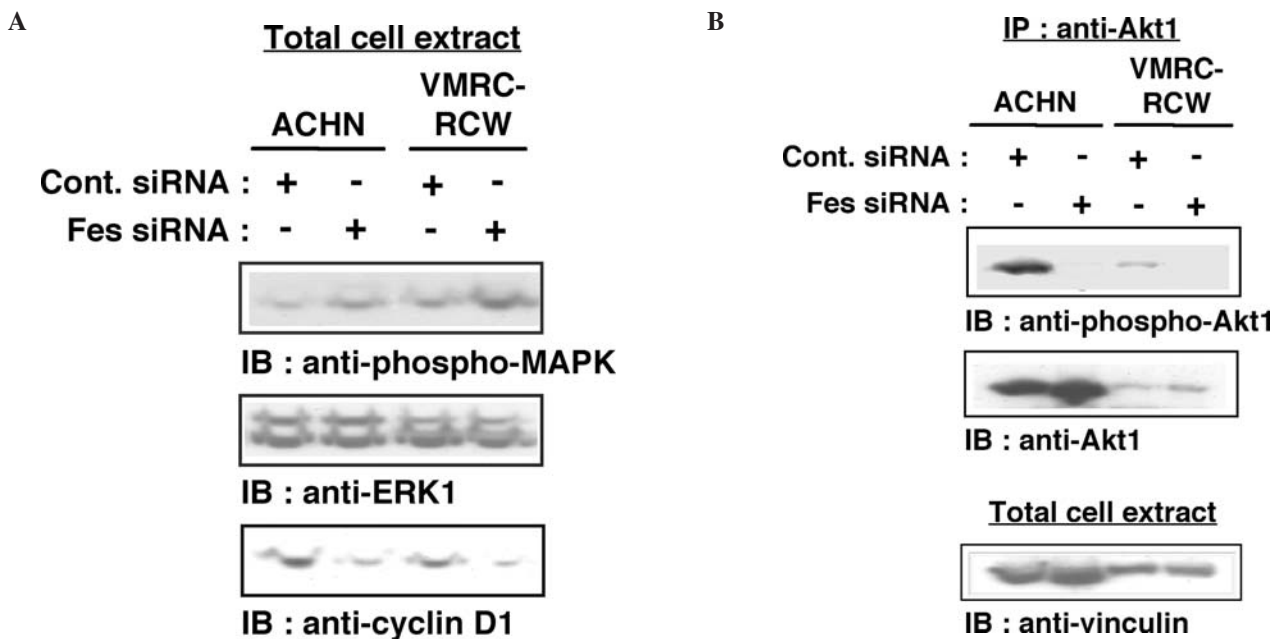 A
Total cell extract
ACHN
VMRC-
RCW
Cont. siRNA : + - + -
Fes siRNA : - + - +
IB : anti-phospho-MAPK
IB : anti-ERK1
IB : anti-cyclin D1
B
IP : anti-Akt1
ACHN
VMRC-
RCW
Cont. siRNA : + - + -
Fes siRNA : - + - +
IB : anti-phospho-Akt1
IB : anti-Akt1
Total cell extract
IB : anti-vinculin